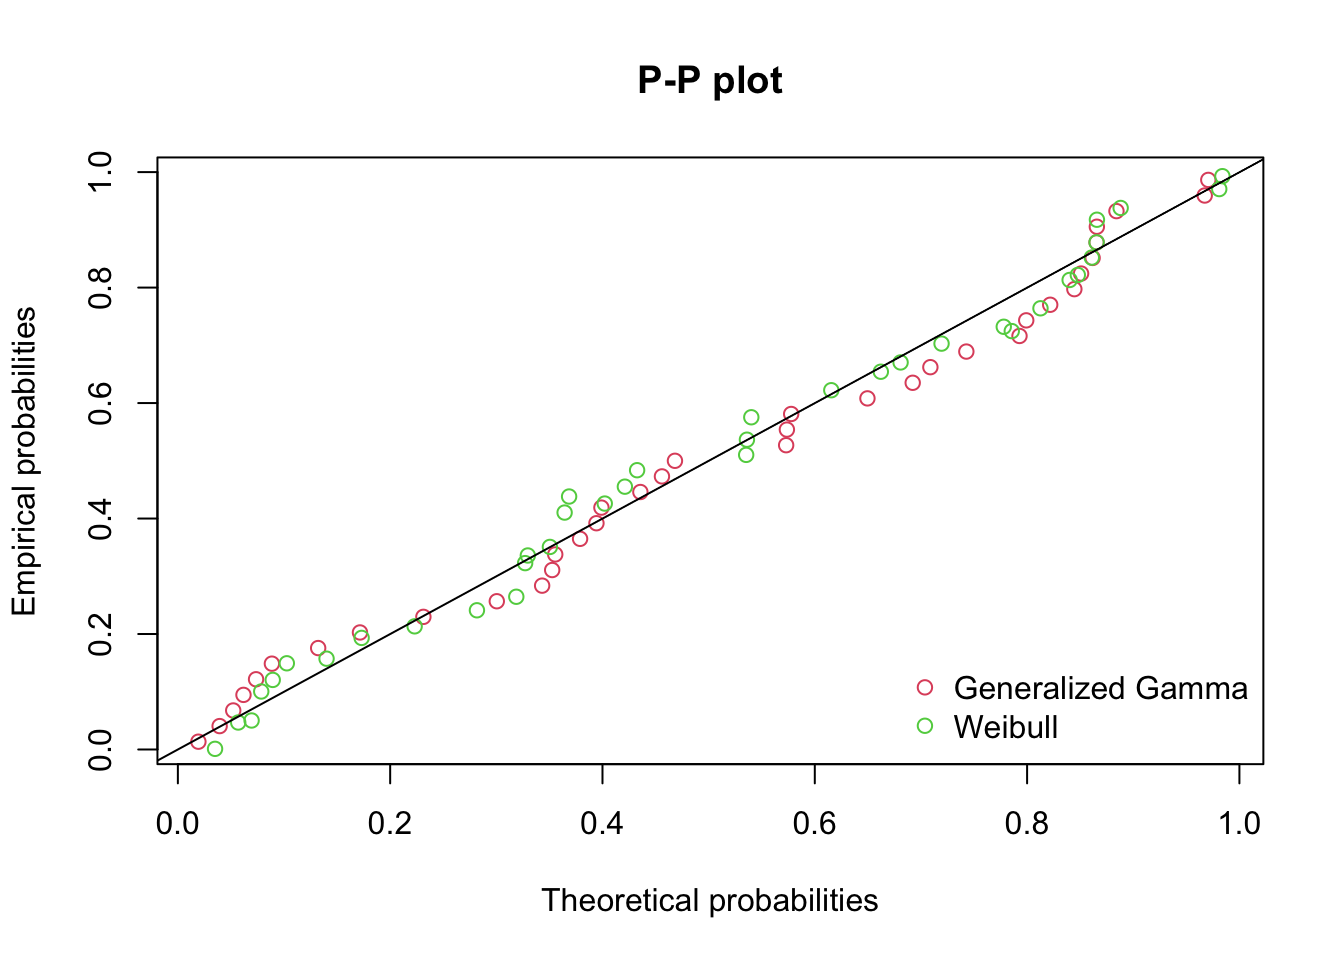 P-P plot
Empirical probabilities
1.0
0.8
0.6
0.4
0.2
0.0
Generalized Gamma
Weibull
0.0 0.2 0.4 0.6 0.8 1.0
Theoretical probabilities